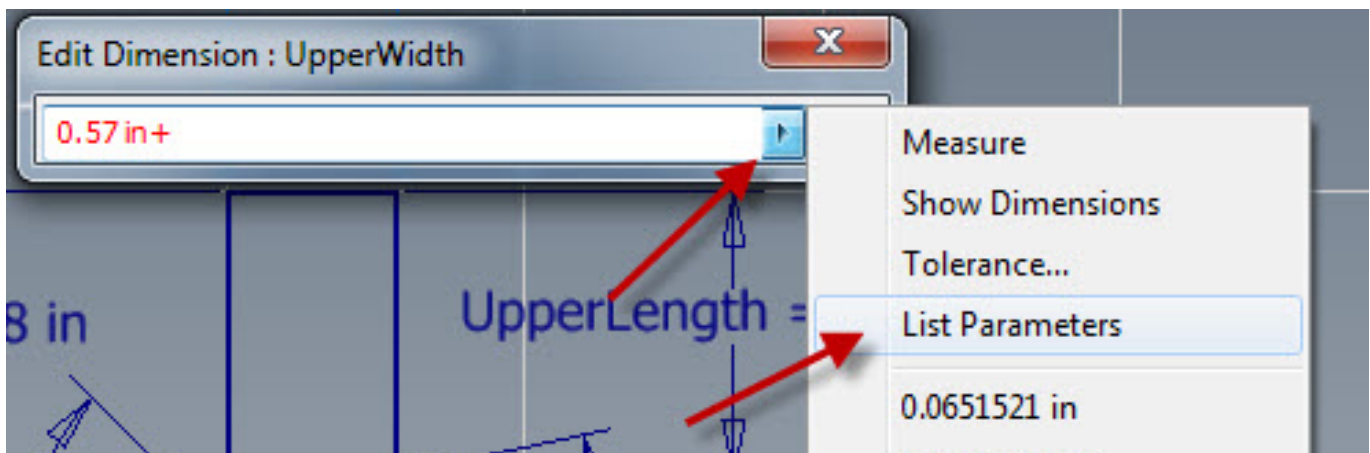 Edit Dimension : UpperWidth
0.57 in+
Measure
Show Dimensions
Tolerance...
List Parameters
0.0651521 in
8 in
UpperLength =